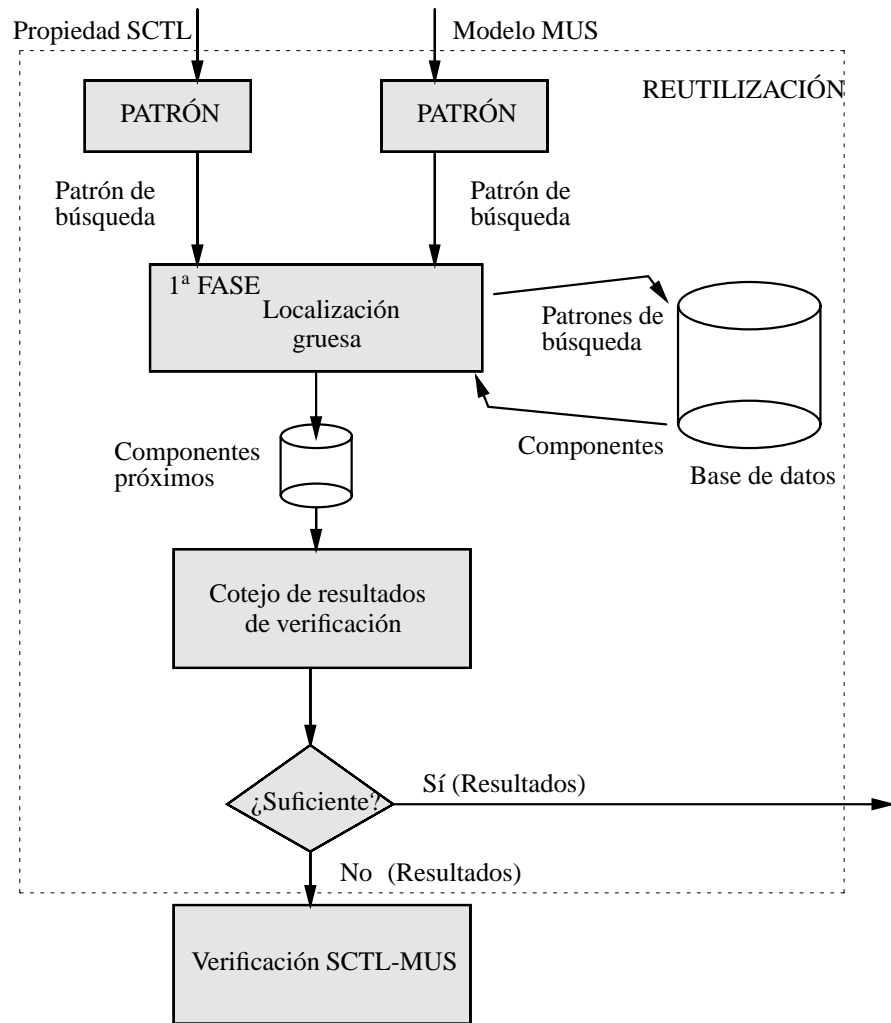 Propiedad SCTL
Modelo MUS
REUTILIZACIÓN
PATRÓN
PATRÓN
Patrón de
búsqueda
Patrón de
búsqueda
1ª FASE
Localización
gruesa
Patrones de
búsqueda
Componentes
Base de datos
Componentes
próximos
Cotejo de resultados
de verificación
¿Suficiente?
Sí (Resultados)
No (Resultados)
Verificación SCTL-MUS